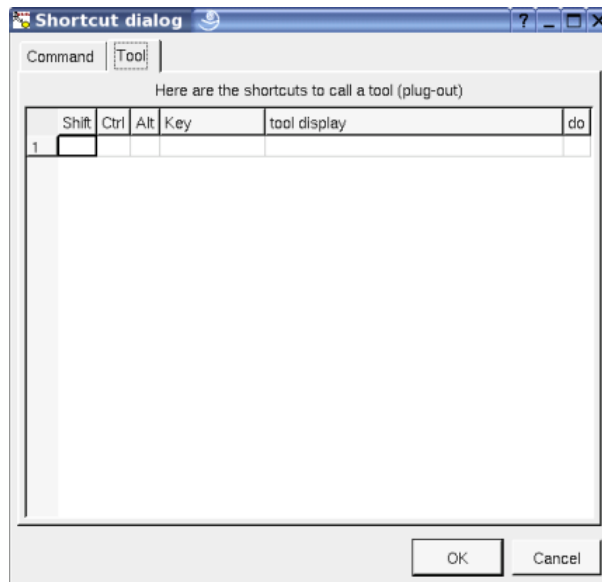 Shortcut dialog
Command Tool
Here are the shortcuts to call a tool (plug-out)
Shift Ctrl Alt Key tool display do
1
OK Cancel